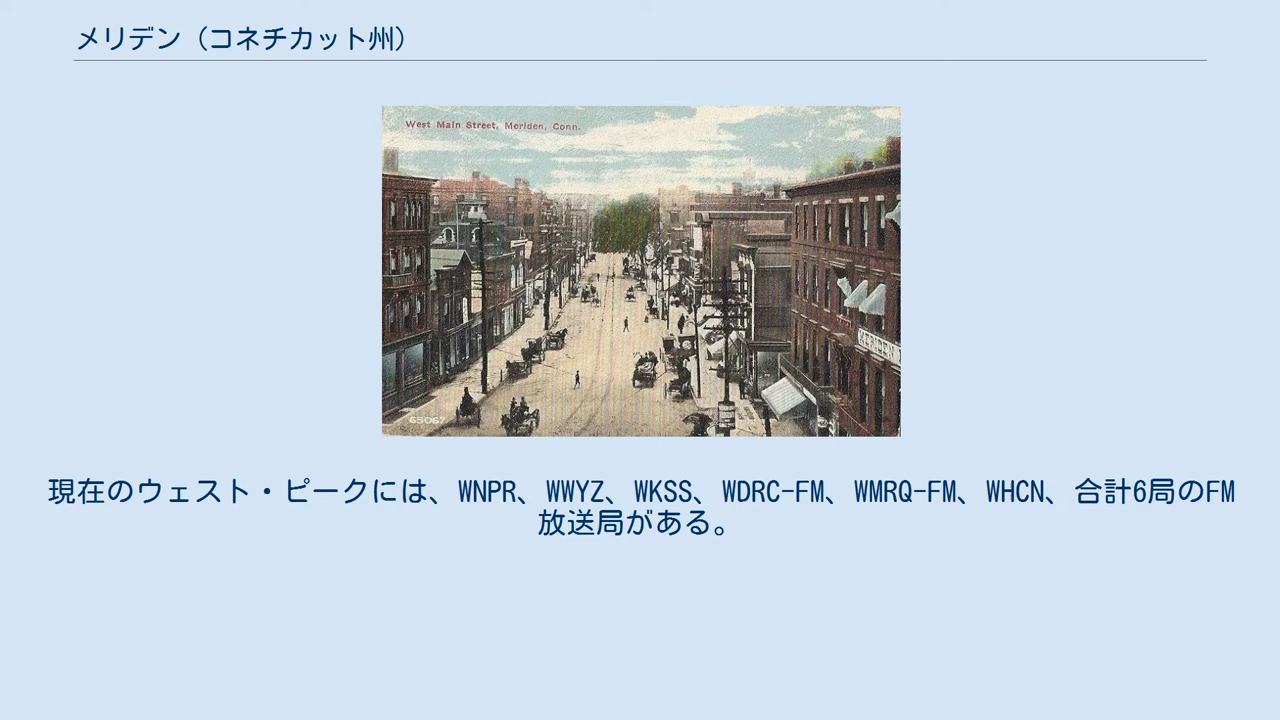 メリデン（コネチカット州）
West Main Street, Meriden, Conn.
MERIDEN
65067
現在のウェスト・ピークには、WNPR、WWYZ、WKSS、WDRC-FM、WMRQ-FM、WHCN、合計6局のFM
放送局がある。